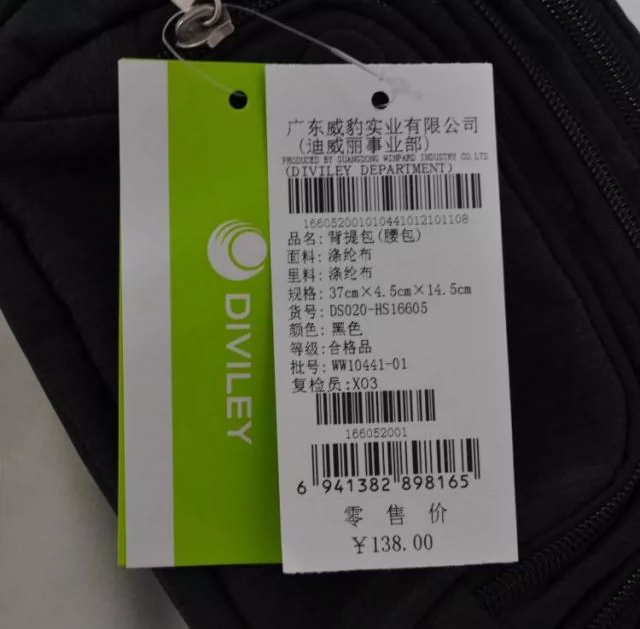 广东威豹实业有限公司
(迪威丽事业部)
PRODUCED BY GUANGDONG WINPARD INDUSTRY CO.LTD
(DIVILEY DEPARTMENT)
166052001010441012101108
品名:背提包(腰包)
面料:涤纶布
里料:涤纶布
规格:37cm×4.5cm×14.5cm
货号:DS020-HS16605
颜色:黑色
等级:合格品
批号:WW10441-01
复检员:X03
166052001
6 941382 898165
零售价
¥138.00
DIVILEY